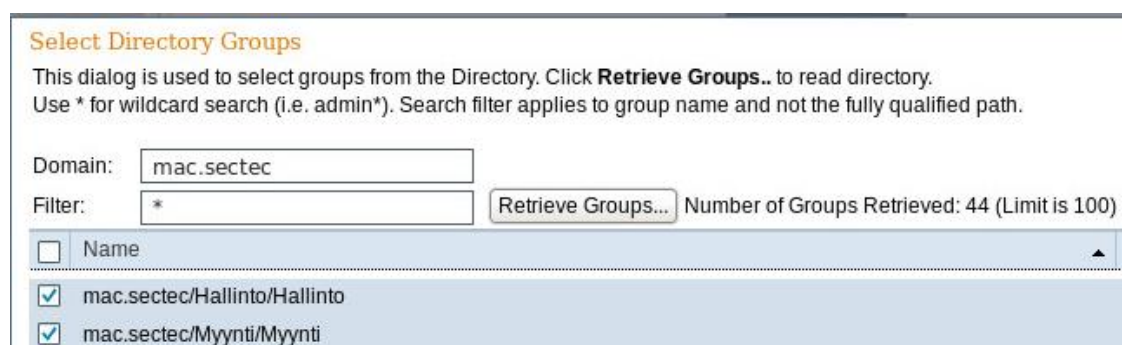 Select Directory Groups
This dialog is used to select groups from the Directory. Click Retrieve Groups.. to read directory.
Use * for wildcard search (i.e. admin*). Search filter applies to group name and not the fully qualified path.
Domain: mac.sectec
Filter: * Retrieve Groups... Number of Groups Retrieved: 44 (Limit is 100)
Name
mac.sectec/Hallinto/Hallinto
mac.sectec/Myynti/Myynti